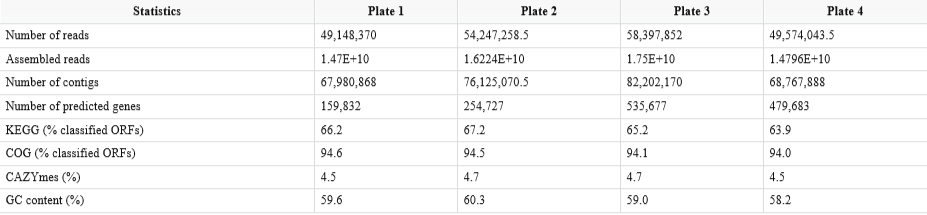 Statistics Plate 1 Plate 2 Plate 3 Plate 4
Number of reads 49,148,370 54,247,258.5 58,397,852 49,574,043.5
Assembled reads 1.47E+10 1.6224E+10 1.75E+10 1.4796E+10
Number of contigs 67,980,868 76,125,070.5 82,202,170 68,767,888
Number of predicted genes 159,832 254,727 535,677 479,683
KEGG (% classified ORFs) 66.2 67.2 65.2 63.9
COG (% classified ORFs) 94.6 94.5 94.1 94.0
CAZYmes (%) 4.5 4.7 4.7 4.5
GC content (%) 59.6 60.3 59.0 58.2